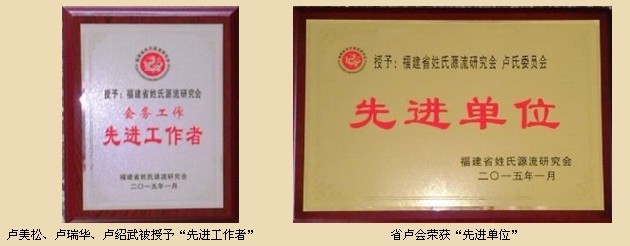 授予：福建省姓氏源流研究会
会务工作
先进工作者
福建省姓氏源流研究会
二〇一五年一月
卢美松、卢瑞华、卢绍武被授予“先进工作者”
授予：福建省姓氏源流研究会 卢氏委员会
先进单位
福建省姓氏源流研究会
二〇一五年一月
省卢会荣获“先进单位”